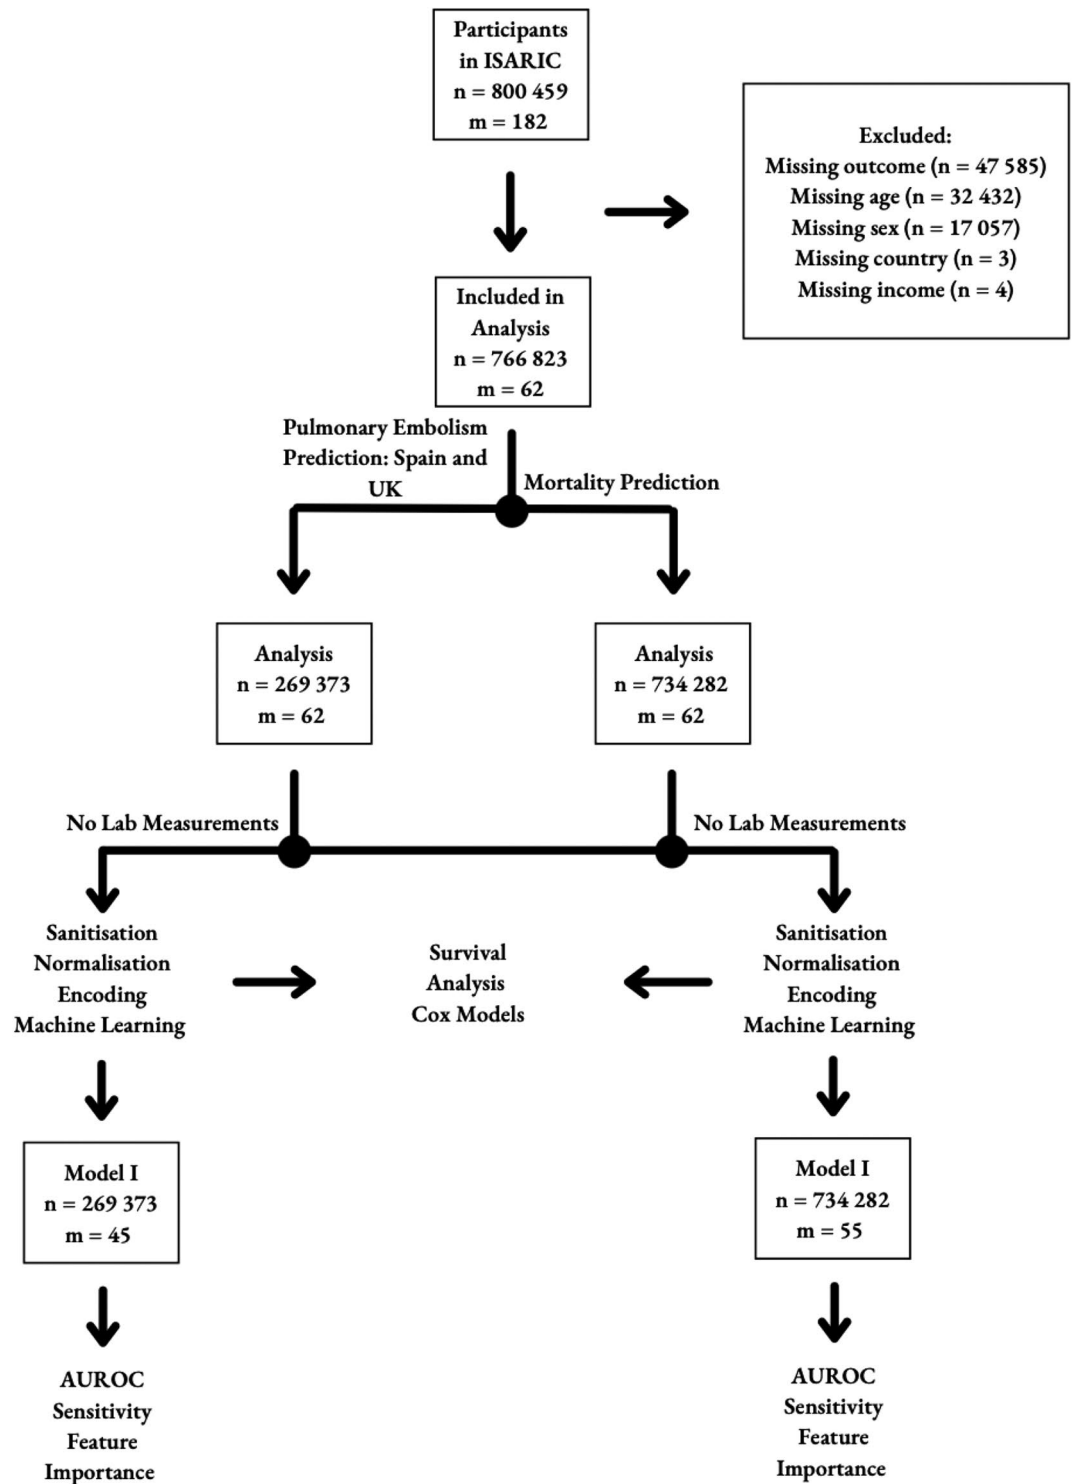 Participants
in ISARIC
n = 800 459
m = 182
Excluded:
Missing outcome (n = 47 585)
Missing age (n = 32 432)
Missing sex (n = 17 057)
Missing country (n = 3)
Missing income (n = 4)
Included in
Analysis
n = 766 823
m = 62
Pulmonary Embolism
Prediction: Spain and
UK
Mortality Prediction
Analysis
n = 269 373
m = 62
Analysis
n = 734 282
m = 62
No Lab Measurements
No Lab Measurements
Sanitisation
Normalisation
Encoding
Machine Learning
Survival
Analysis
Cox Models
Sanitisation
Normalisation
Encoding
Machine Learning
Model I
n = 269 373
m = 45
Model I
n = 734 282
m = 55
AUROC
Sensitivity
Feature
Importance
AUROC
Sensitivity
Feature
Importance